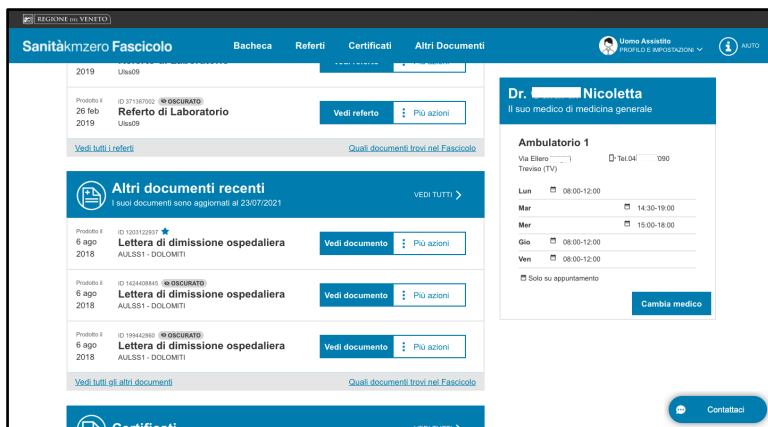 REGIONE DEL VENETO
Sanitàkmzero Fascicolo
Bacheca
Referti
Certificati
Altri Documenti
Uomo Assistito
PROFILO E IMPOSTAZIONI
AIUTO
2019
Ulss09
Prodotto il
ID 371387002 OSCURATO
26 feb
2019
Referto di Laboratorio
Ulss09
Vedi referto
Più azioni
Vedi tutti i referti
Quali documenti trovi nel Fascicolo
Altri documenti recenti
I suoi documenti sono aggiornati al 23/07/2021
VEDI TUTTI
Prodotto il
ID 1203122937
6 ago
2018
Lettera di dimissione ospedaliera
AULSS1 - DOLOMITI
Vedi documento
Più azioni
Prodotto il
ID 1424408845 OSCURATO
6 ago
2018
Lettera di dimissione ospedaliera
AULSS1 - DOLOMITI
Vedi documento
Più azioni
Prodotto il
ID 199442860 OSCURATO
6 ago
2018
Lettera di dimissione ospedaliera
AULSS1 - DOLOMITI
Vedi documento
Più azioni
Vedi tutti gli altri documenti
Quali documenti trovi nel Fascicolo
Certificati
Dr. Nicoletta
Il suo medico di medicina generale
Ambulatorio 1
Via Ellero
Treviso (TV)
Tel.04 090
Lun 08:00-12:00
Mar 14:30-19:00
Mer 15:00-18:00
Gio 08:00-12:00
Ven 08:00-12:00
Solo su appuntamento
Cambia medico
Contattaci